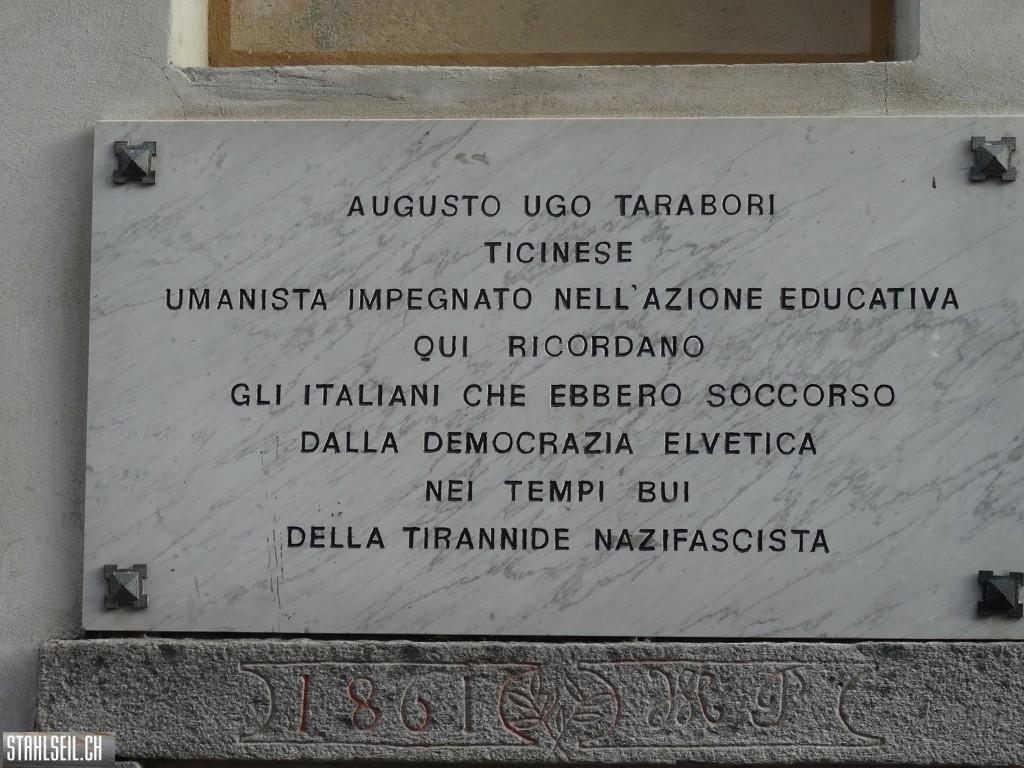 AUGUSTO UGO TARABORI
TICINESE
UMANISTA IMPEGNATO NELL'AZIONE EDUCATIVA
QUI RICORDANO
GLI ITALIANI CHE EBBERO SOCCORSO
DALLA DEMOCRAZIA ELVETICA
NEI TEMPI BUI
DELLA TIRANNIDE NAZIFASCISTA
1861 M P
STAHLSEIL.CH